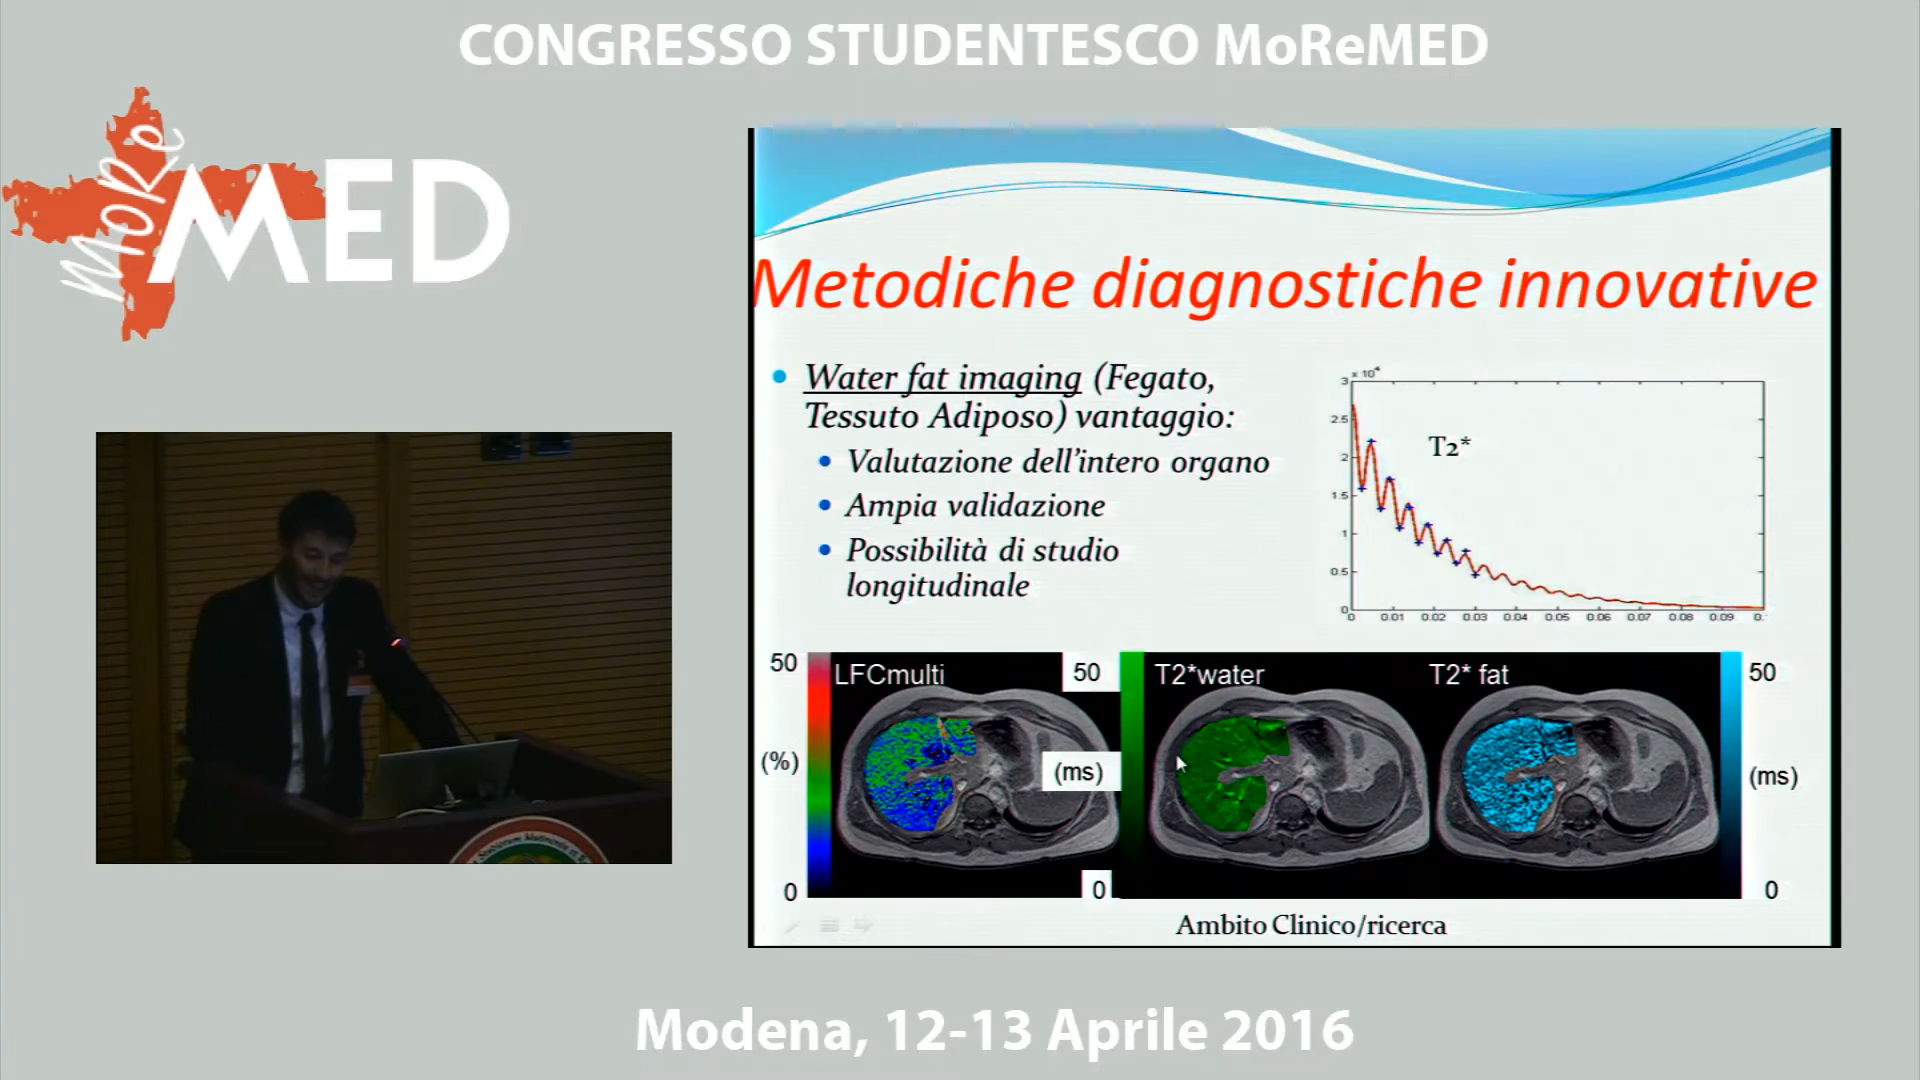 CONGRESSO STUDENTESCO MoReMED
MoRe
MED
Metodiche diagnostiche innovative
Water fat imaging (Fegato,
Tessuto Adiposo) vantaggio:
Valutazione dell'intero organo
Ampia validazione
Possibilità di studio
longitudinale
x 10⁴
3
2.5
2
1.5
1
0.5
0
T2*
0 0.01 0.02 0.03 0.04 0.05 0.06 0.07 0.08 0.09 0.
50 LFCmulti 50 T2*water T2* fat 50
(%) (ms) (ms)
0 0 0
Ambito Clinico/ricerca
Modena, 12-13 Aprile 2016